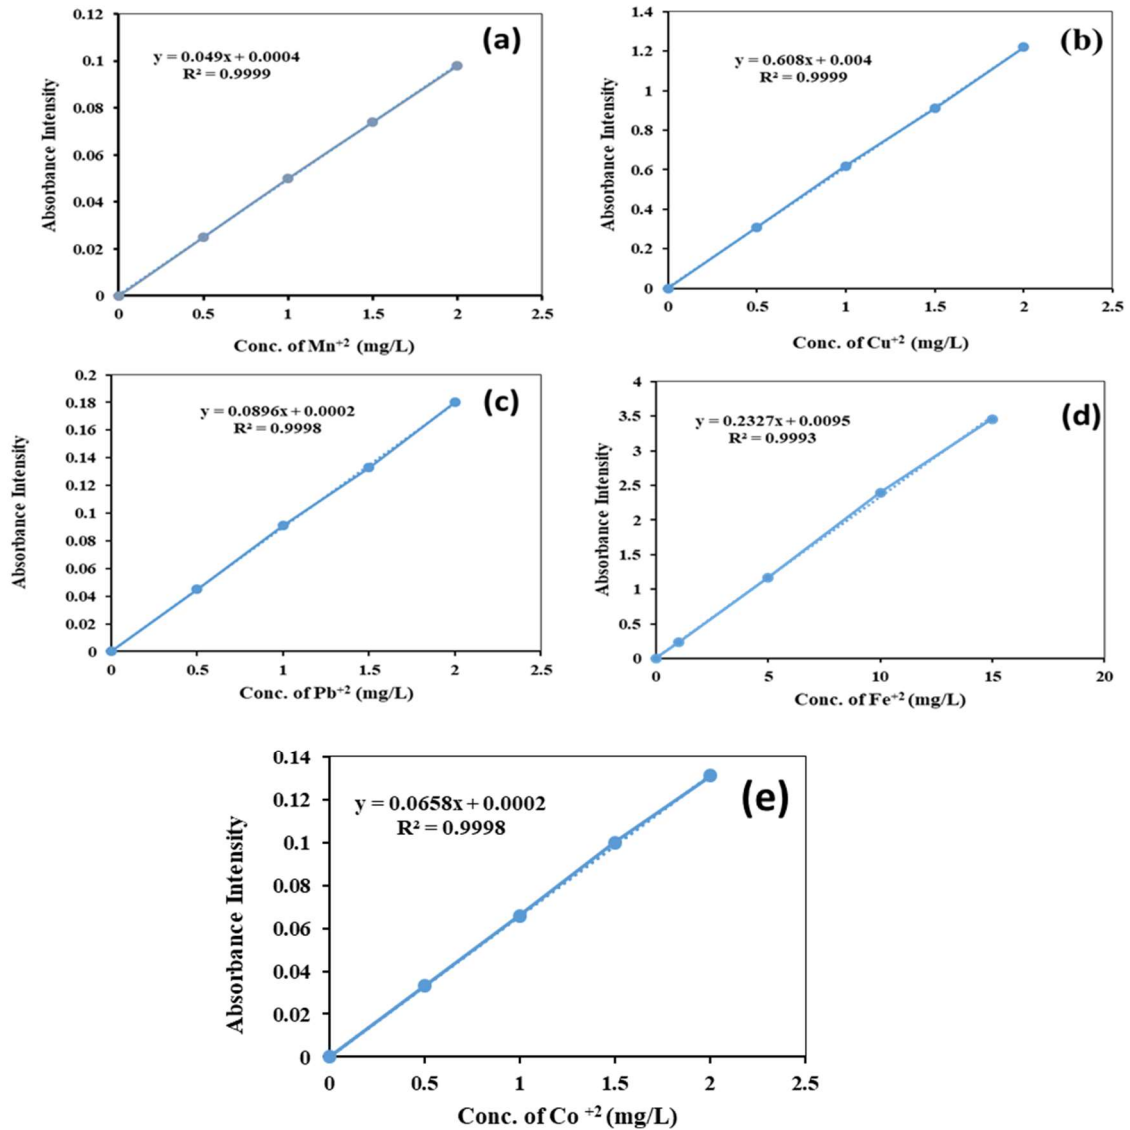 (a)
y = 0.049x + 0.0004
R² = 0.9999
Absorbance Intensity
0.12
0.1
0.08
0.06
0.04
0.02
0
0 0.5 1 1.5 2 2.5
Conc. of Mn⁺² (mg/L)
(b)
y = 0.608x + 0.004
R² = 0.9999
Absorbance Intensity
1.4
1.2
1
0.8
0.6
0.4
0.2
0
0 0.5 1 1.5 2 2.5
Conc. of Cu⁺² (mg/L)
(c)
y = 0.0896x + 0.0002
R² = 0.9998
Absorbance Intensity
0.2
0.18
0.16
0.14
0.12
0.1
0.08
0.06
0.04
0.02
0
0 0.5 1 1.5 2 2.5
Conc. of Pb⁺² (mg/L)
(d)
y = 0.2327x + 0.0095
R² = 0.9993
Absorbance Intensity
4
3.5
3
2.5
2
1.5
1
0.5
0
0 5 10 15 20
Conc. of Fe⁺² (mg/L)
(e)
y = 0.0658x + 0.0002
R² = 0.9998
Absorbance Intensity
0.14
0.12
0.1
0.08
0.06
0.04
0.02
0
0 0.5 1 1.5 2 2.5
Conc. of Co ⁺² (mg/L)